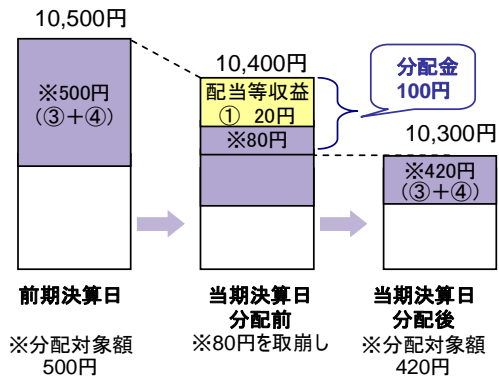 10,500円
※500円
(③+④)
前期決算日
※分配対象額
500円
10,400円
配当等収益
① 20円
※80円
当期決算日
分配前
※80円を取崩し
分配金
100円
10,300円
※420円
(③+④)
当期決算日
分配後
※分配対象額
420円